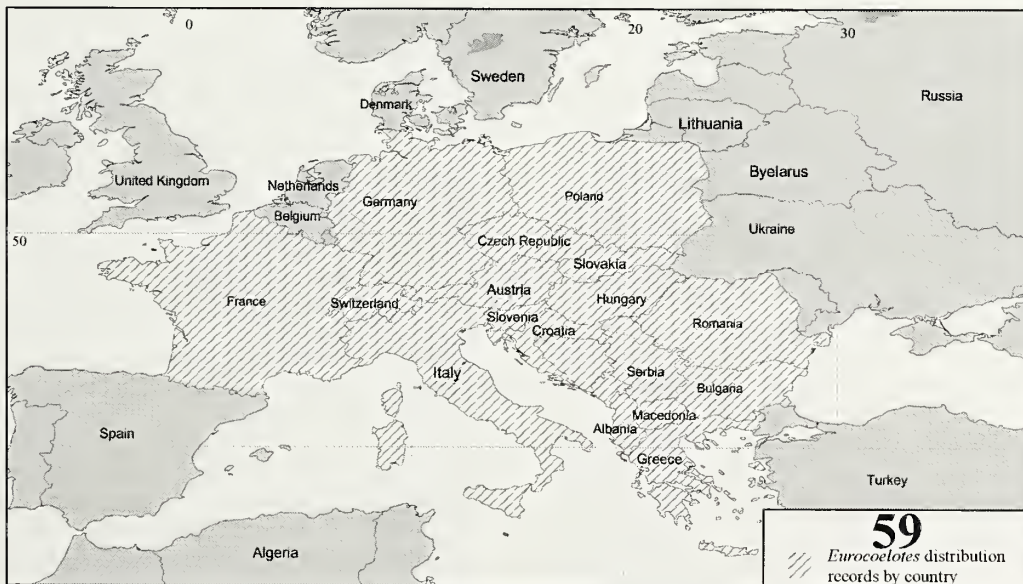 0
20
30
Sweden
Russia
Denmark
Lithuania
United Kingdom
Netherlands
Byelarus
Germany
Poland
Belgium
Ukraine
50
Czech Republic
Slovakia
Austria
France
Switzerland
Hungary
Slovenia
Romania
Croatia
Italy
Serbia
Bulgaria
Macedonia
Albania
Spain
Greece
Turkey
Algeria
59
Eurocoelotes distribution
records by country